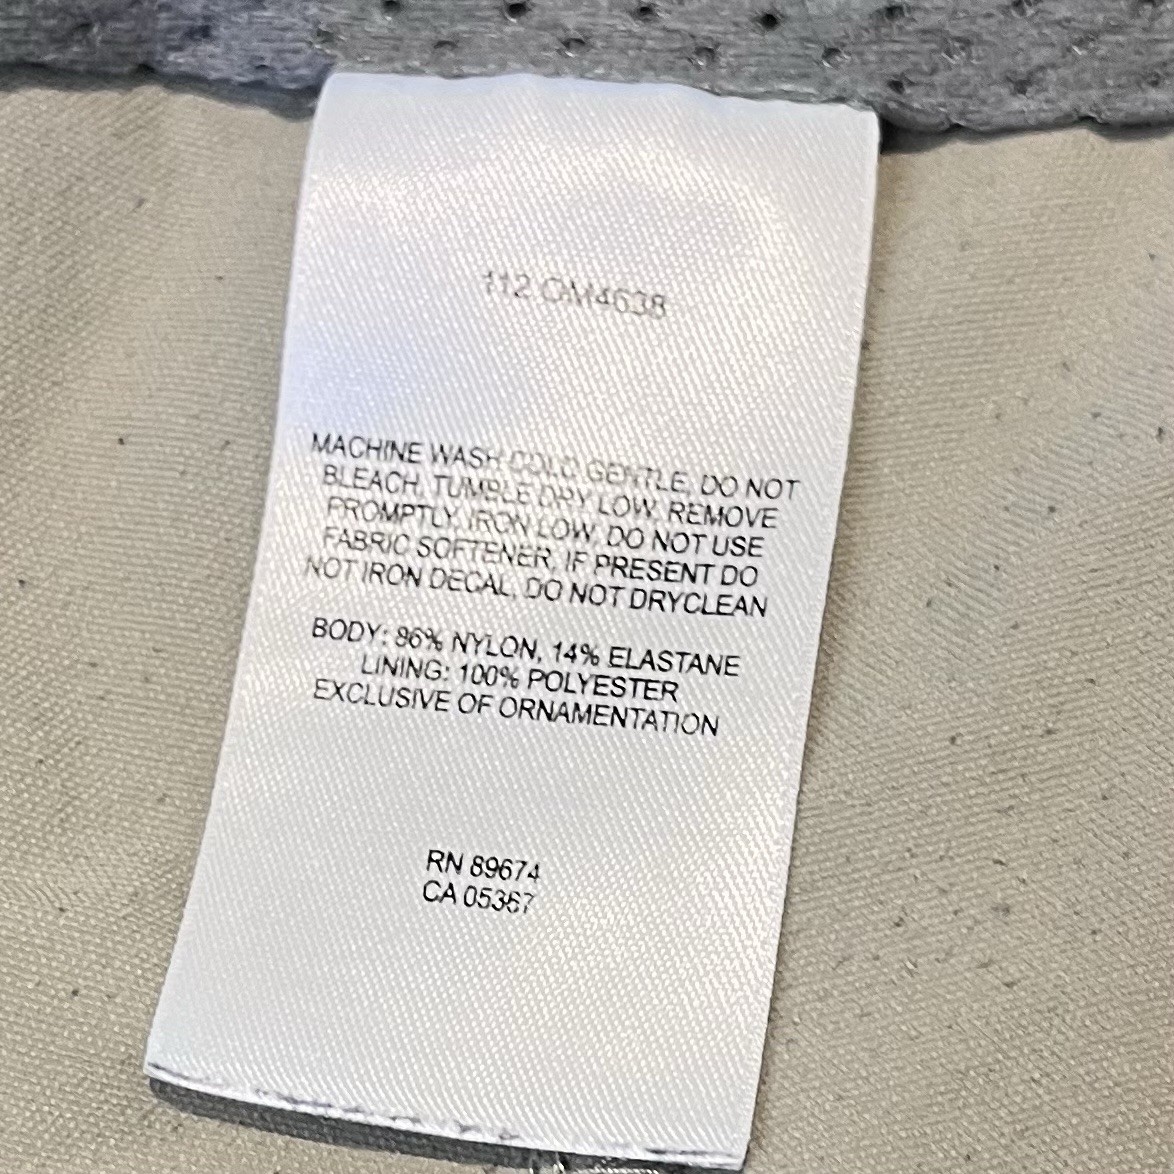 112 OM4638
MACHINE WASH COLD GENTLE, DO NOT
BLEACH, TUMBLE DRY LOW, REMOVE
PROMPTLY, IRON LOW, DO NOT USE
FABRIC SOFTENER, IF PRESENT DO
NOT IRON DECAL, DO NOT DRYCLEAN
BODY: 86% NYLON, 14% ELASTANE
LINING: 100% POLYESTER
EXCLUSIVE OF ORNAMENTATION
RN 89674
CA 05367